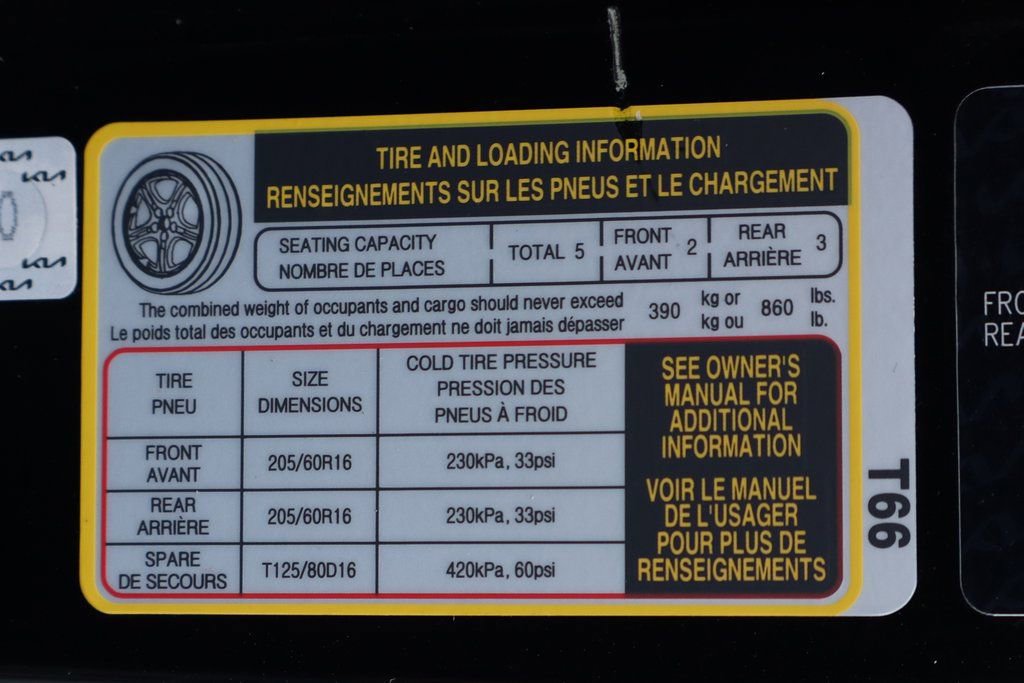 TIRE AND LOADING INFORMATION
RENSEIGNEMENTS SUR LES PNEUS ET LE CHARGEMENT
SEATING CAPACITY
NOMBRE DE PLACES
TOTAL 5
FRONT
AVANT 2
REAR
ARRIÈRE 3
The combined weight of occupants and cargo should never exceed
Le poids total des occupants et du chargement ne doit jamais dépasser
390 kg or 860 lbs.
kg ou lb.
TIRE
PNEU
SIZE
DIMENSIONS
COLD TIRE PRESSURE
PRESSION DES
PNEUS À FROID
FRONT
AVANT
205/60R16
230kPa, 33psi
REAR
ARRIÈRE
205/60R16
230kPa, 33psi
SPARE
DE SECOURS
T125/80D16
420kPa, 60psi
SEE OWNER'S
MANUAL FOR
ADDITIONAL
INFORMATION
VOIR LE MANUEL
DE L'USAGER
POUR PLUS DE
RENSEIGNEMENTS
T66